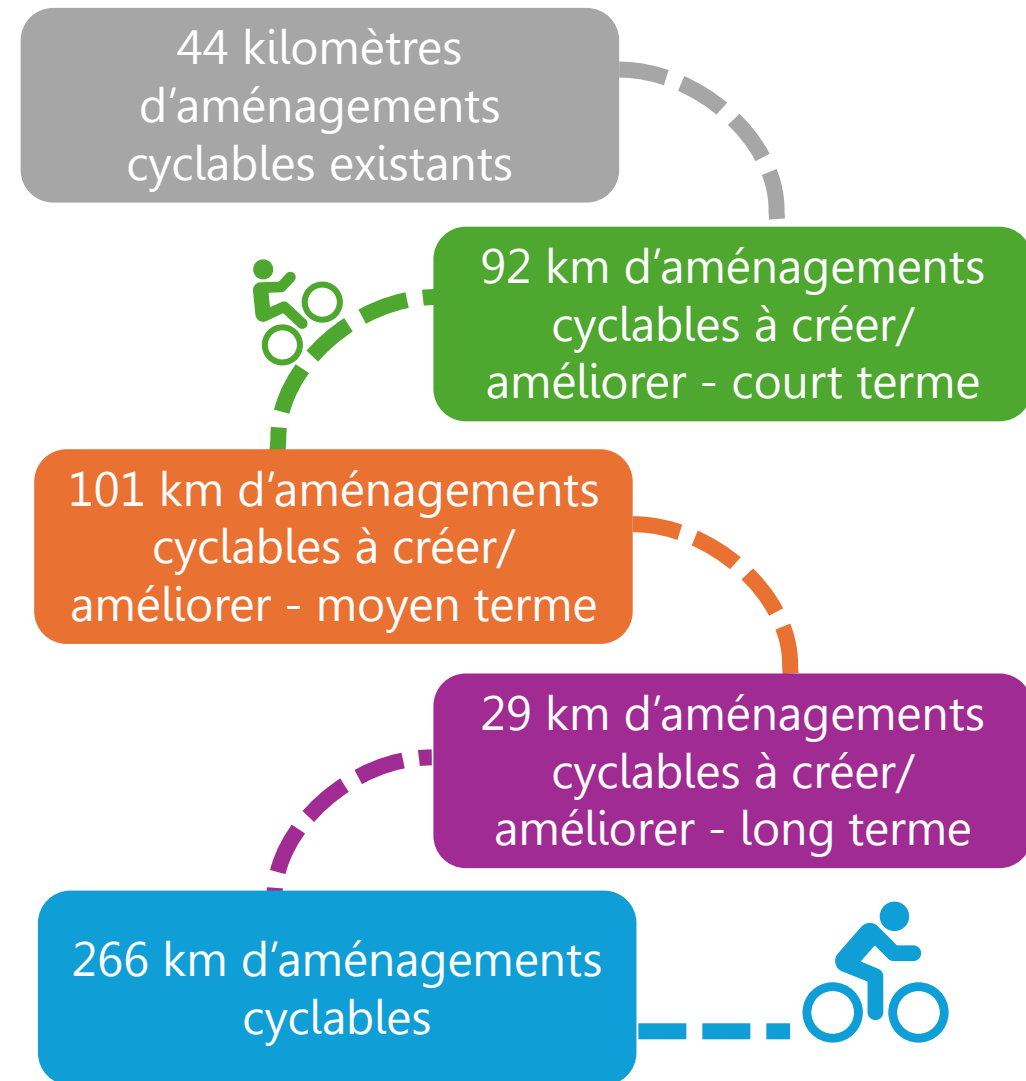 44 kilomètres
d’aménagements
cyclables existants
92 km d’aménagements
cyclables à créer/
améliorer - court terme
101 km d’aménagements
cyclables à créer/
améliorer - moyen terme
29 km d’aménagements
cyclables à créer/
améliorer - long terme
266 km d’aménagements
cyclables